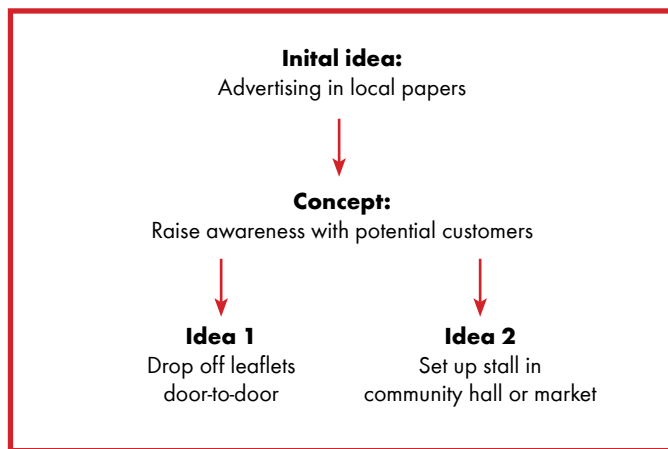 Inital idea:
Advertising in local papers
Concept:
Raise awareness with potential customers
Idea 1
Drop off leaflets
door-to-door
Idea 2
Set up stall in
community hall or market